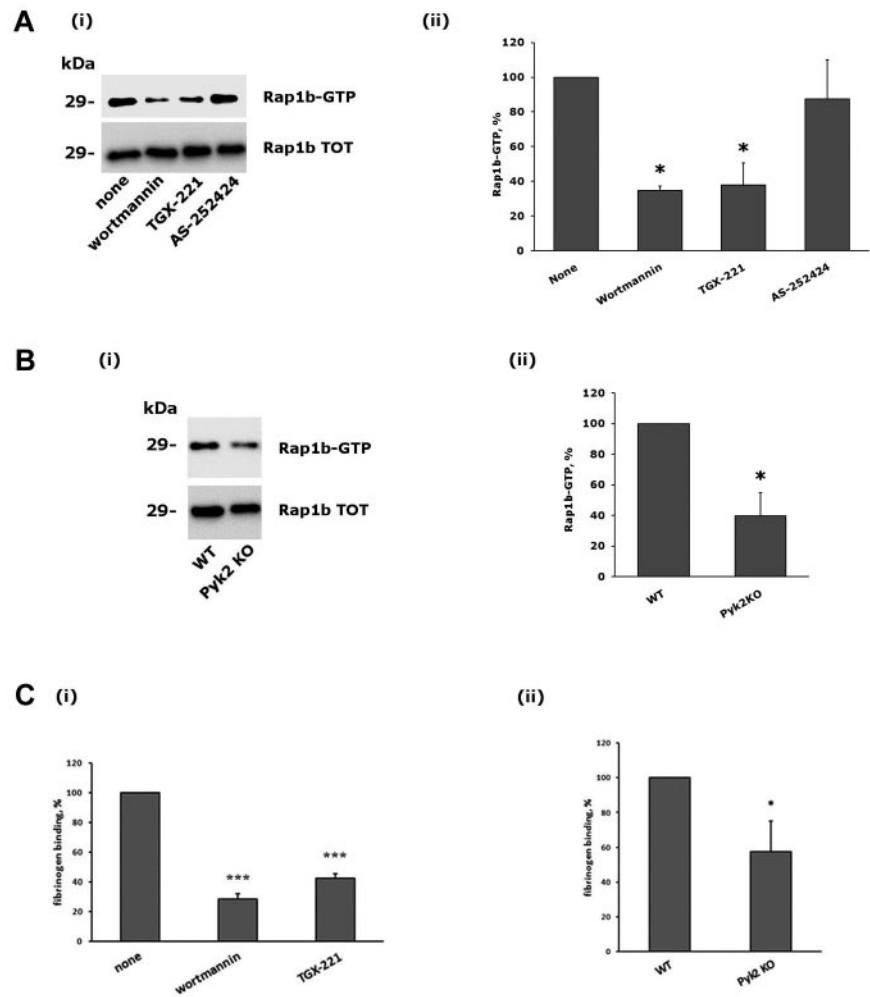 A (i)
kDa
29- Rap1b-GTP
29- Rap1b TOT
none
wortmannin
TGX-221
AS-252424
(ii)
Rap1b-GTP, %
120
100
80
60
40
20
0
* *
None
Wortmannin
TGX-221
AS-252424
B (i)
kDa
29- Rap1b-GTP
29- Rap1b TOT
WT
Pyk2 KO
(ii)
Rap1b-GTP, %
120
100
80
60
40
20
0
*
WT
Pyk2KO
C (i)
fibrinogen binding, %
120
100
80
60
40
20
0
*** ***
none
wortmannin
TGX-221
(ii)
fibrinogen binding, %
120
100
80
60
40
20
0
*
WT
Pyk2 KO